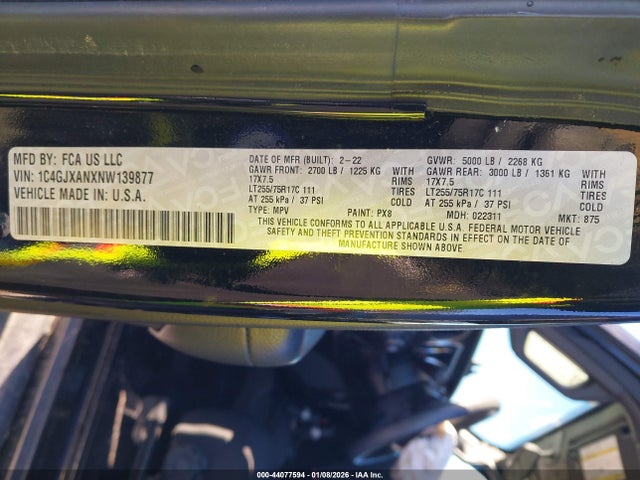 MFD BY: FCA US LLC
VIN: 1C4GJXANXNW139877
VEHICLE MADE IN U.S.A.
DATE OF MFR (BUILT): 2-22 GVWR: 5000 LB / 2268 KG
GAWR FRONT: 2700 LB / 1225 KG WITH GAWR REAR: 3000 LB / 1361 KG WITH
17X7.5 RIMS 17X7.5 RIMS
LT255/75R17C 111 TIRES LT255/75R17C 111 TIRES
AT 255 kPa / 37 PSI COLD AT 255 kPa / 37 PSI COLD
TYPE: MPV PAINT: PX8 MDH: 022311 MKT: 875
THIS VEHICLE CONFORMS TO ALL APPLICABLE U.S.A. FEDERAL MOTOR VEHICLE
SAFETY AND THEFT PREVENTION STANDARDS IN EFFECT ON THE DATE OF
MANUFACTURE SHOWN ABOVE.
000-44077594 - 01/08/2026 - IAA Inc.